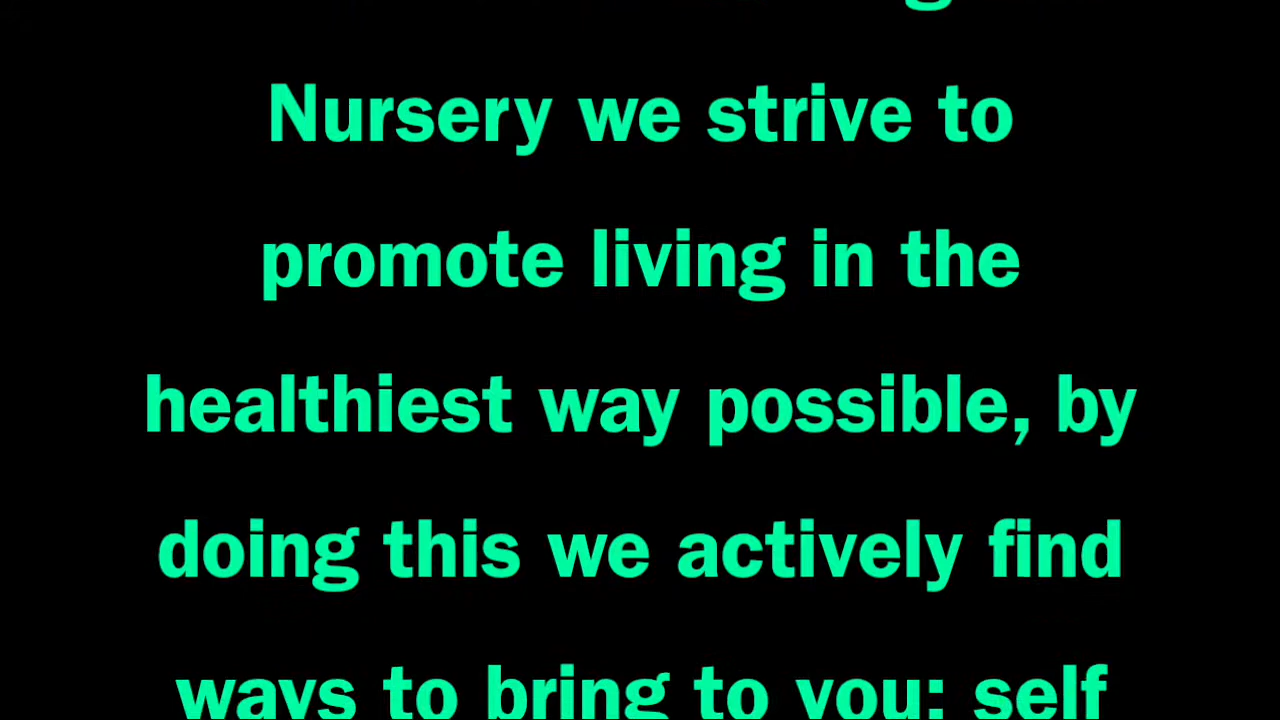 Nursery we strive to
promote living in the
healthiest way possible, by
doing this we actively find
ways to bring to you: self